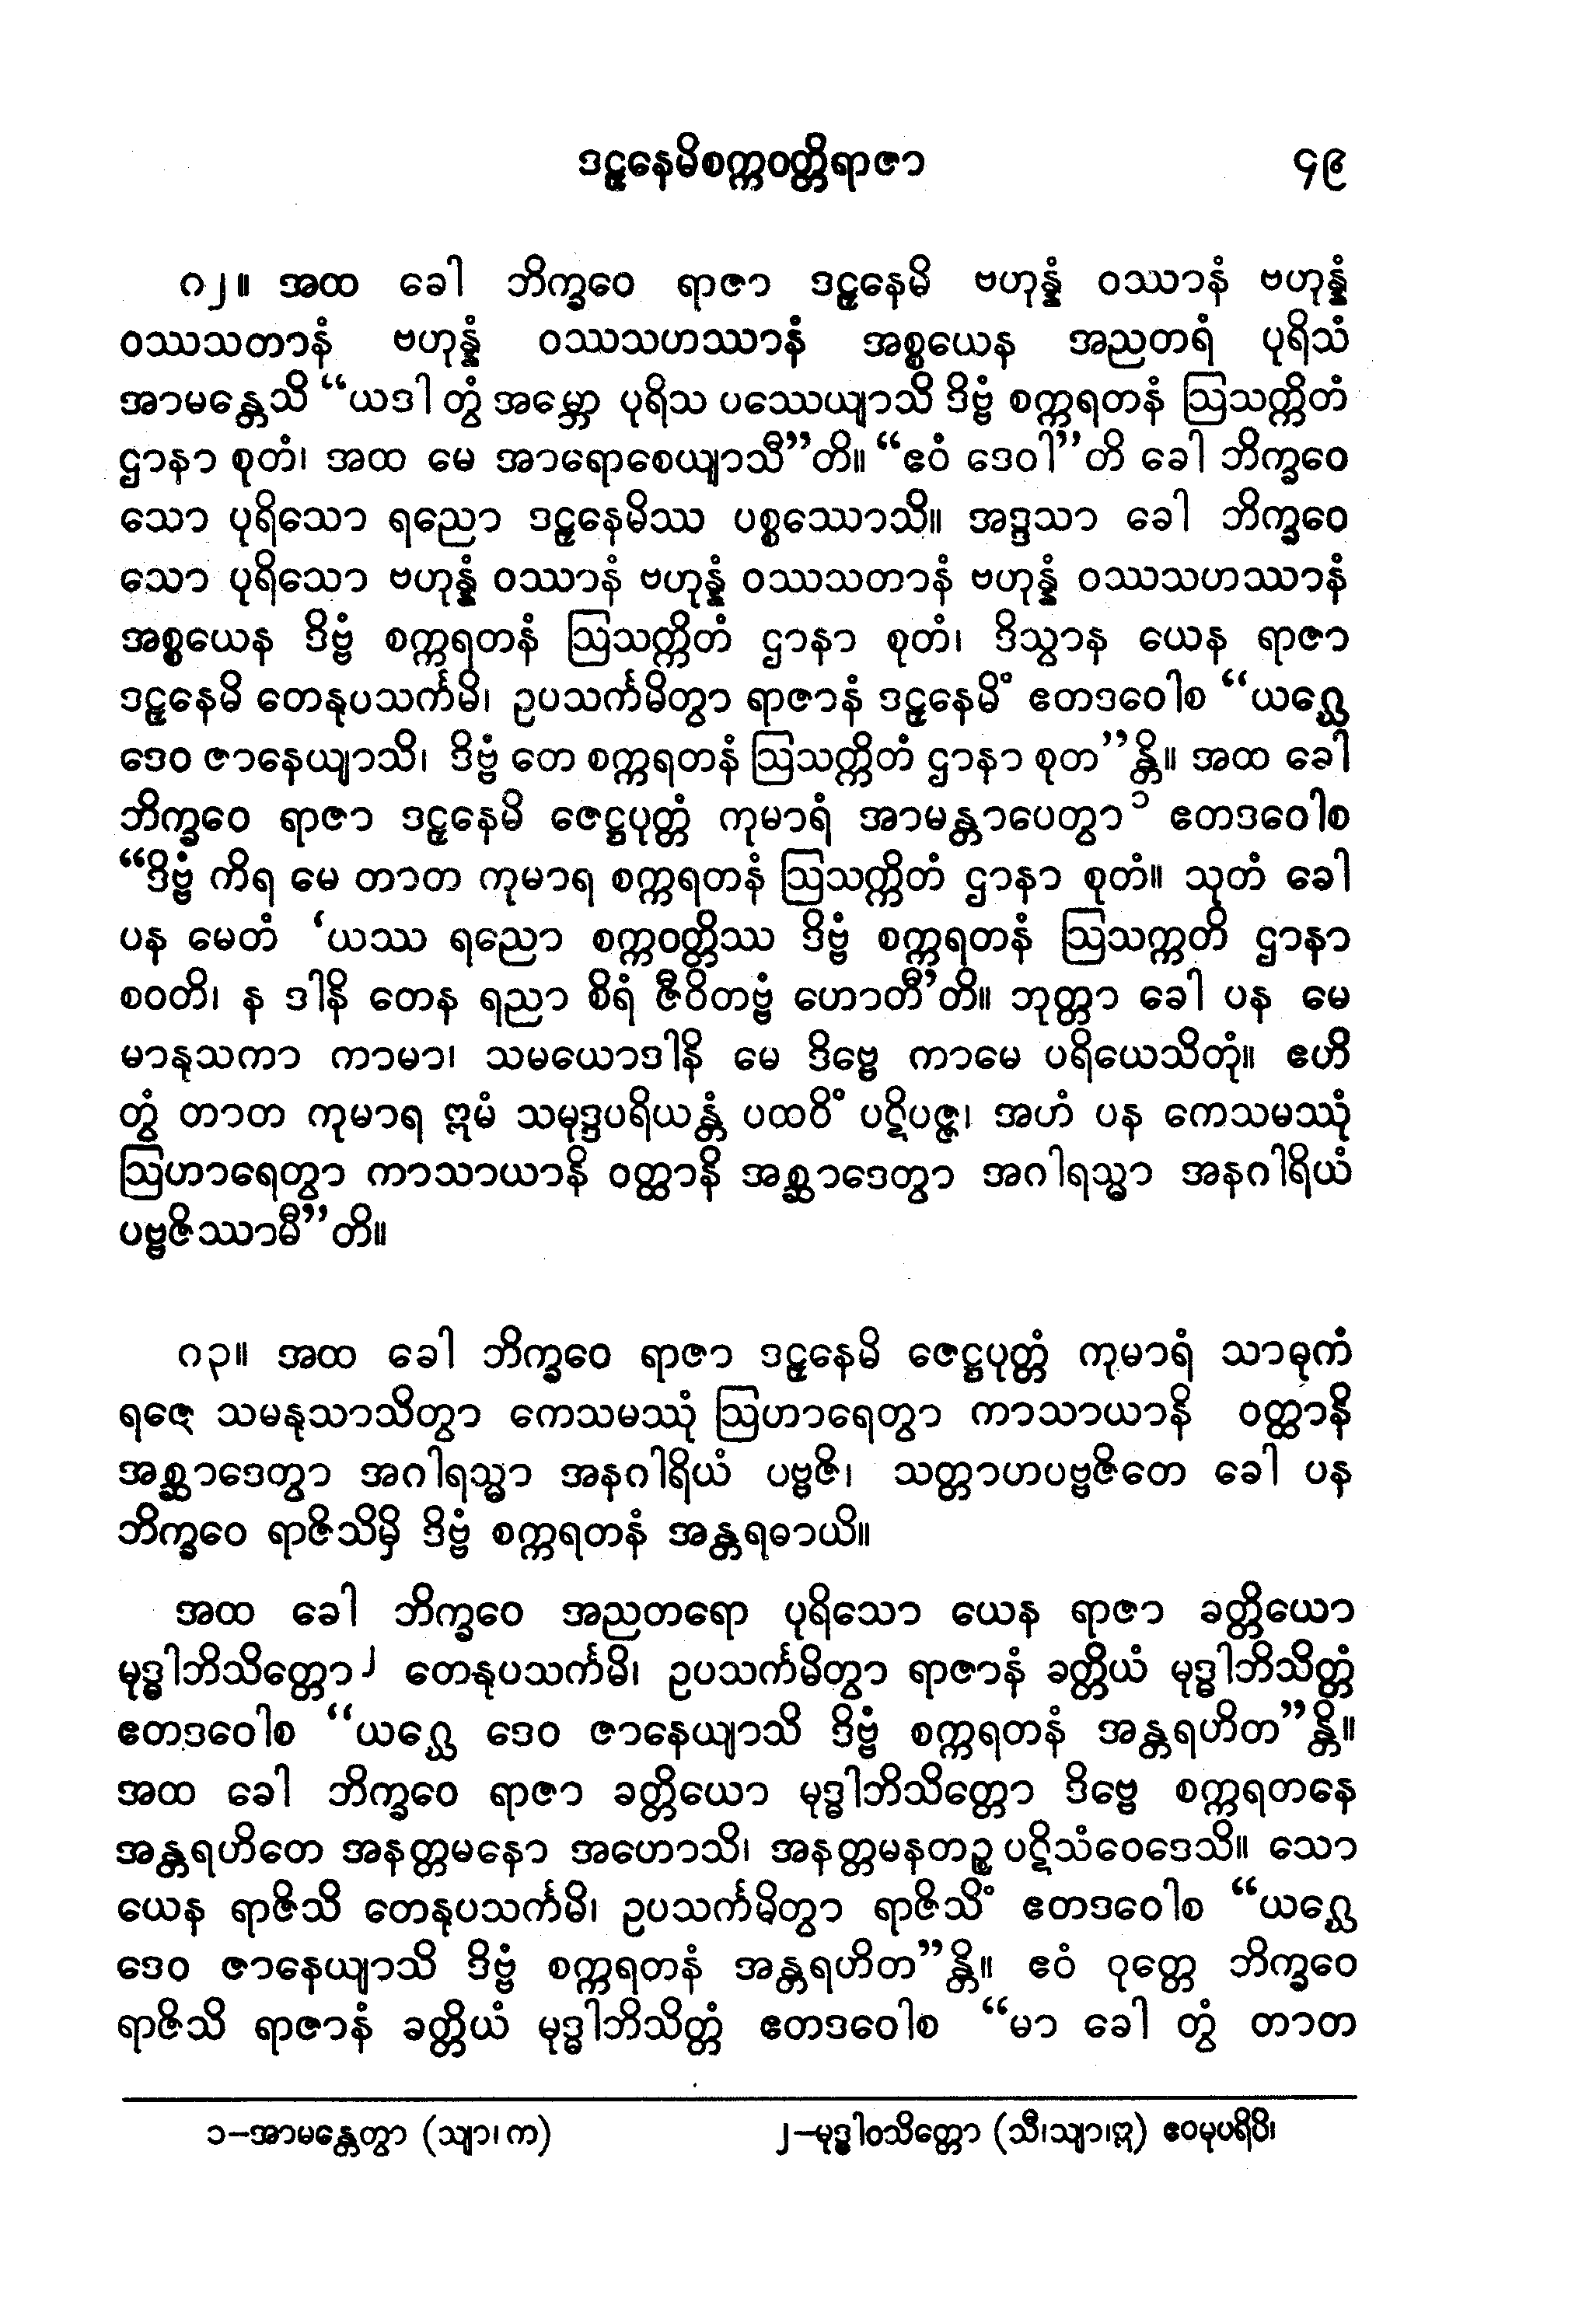 ဒဠှနေမိစက္ကဝတ္တိရာဇာ ၄၉
၈၂။ အထ ခေါ ဘိက္ခဝေ ရာဇာ ဒဠှနေမိ ဗဟုန္နံ ဝဿာနံ ဗဟုန္နံ
ဝဿသတာနံ ဗဟုန္နံ ဝဿသဟဿာနံ အစ္စယေန အညတရံ ပုရိသံ
အာမန္တေသိ “ယဒါ တွံ အမ္ဘော ပုရိသ ပဿေယျာသိ ဒိဗ္ဗံ စက္ကရတနံ ဩသက္ကိတံ
ဌာနာ စုတံ၊ အထ မေ အာရောစေယျာသီ”တိ။ “ဧဝံ ဒေဝါ”တိ ခေါ ဘိက္ခဝေ
သော ပုရိသော ရညော ဒဠှနေမိဿ ပစ္စဿောသိ။ အဒ္ဒသာ ခေါ ဘိက္ခဝေ
သော ပုရိသော ဗဟုန္နံ ဝဿာနံ ဗဟုန္နံ ဝဿသတာနံ ဗဟုန္နံ ဝဿသဟဿာနံ
အစ္စယေန ဒိဗ္ဗံ စက္ကရတနံ ဩသက္ကိတံ ဌာနာ စုတံ၊ ဒိသွာန ယေန ရာဇာ
ဒဠှနေမိ တေနုပသင်္ကမိ၊ ဥပသင်္ကမိတွာ ရာဇာနံ ဒဠှနေမိံ ဧတဒဝေါစ “ယဂ္ဃေ
ဒေဝ ဇာနေယျာသိ၊ ဒိဗ္ဗံ တေ စက္ကရတနံ ဩသက္ကိတံ ဌာနာ စုတ”န္တိ။ အထ ခေါ
ဘိက္ခဝေ ရာဇာ ဒဠှနေမိ ဇေဋ္ဌပုတ္တံ ကုမာရံ အာမန္တာပေတွာ ၁ ဧတဒဝေါစ
“ဒိဗ္ဗံ ကိရ မေ တာတ ကုမာရ စက္ကရတနံ ဩသက္ကိတံ ဌာနာ စုတံ။ သုတံ ခေါ
ပန မေတံ ‘ယဿ ရညော စက္ကဝတ္တိဿ ဒိဗ္ဗံ စက္ကရတနံ ဩသက္ကတိ ဌာနာ
စဝတိ၊ န ဒါနိ တေန ရညာ စိရံ ဇီဝိတဗ္ဗံ ဟောတီ’တိ။ ဘုတ္တာ ခေါ ပန မေ
မာနုသကာ ကာမာ၊ သမယောဒါနိ မေ ဒိဗ္ဗေ ကာမေ ပရိယေသိတုံ။ ဧဟိ
တွံ တာတ ကုမာရ ဣမံ သမုဒ္ဒပရိယန္တံ ပထဝိံ ပဋိပဇ္ဇ၊ အဟံ ပန ကေသမဿုံ
ဩဟာရေတွာ ကာသာယာနိ ဝတ္ထာနိ အစ္ဆာဒေတွာ အဂါရသ္မာ အနဂါရိယံ
ပဗ္ဗဇိဿာမီ”တိ။
၈၃။ အထ ခေါ ဘိက္ခဝေ ရာဇာ ဒဠှနေမိ ဇေဋ္ဌပုတ္တံ ကုမာရံ သာဓုကံ
ရဇ္ဇေ သမနုသာသိတွာ ကေသမဿုံ ဩဟာရေတွာ ကာသာယာနိ ဝတ္ထာနိ
အစ္ဆာဒေတွာ အဂါရသ္မာ အနဂါရိယံ ပဗ္ဗဇိ၊ သတ္တာဟပဗ္ဗဇိတေ ခေါ ပန
ဘိက္ခဝေ ရာဇိသိမှိ ဒိဗ္ဗံ စက္ကရတနံ အန္တရဓာယိ။
အထ ခေါ ဘိက္ခဝေ အညတရော ပုရိသော ယေန ရာဇာ ခတ္တိယော
မုဒ္ဓါဘိသိတ္တော ၂ တေနုပသင်္ကမိ၊ ဥပသင်္ကမိတွာ ရာဇာနံ ခတ္တိယံ မုဒ္ဓါဘိသိတ္တံ
ဧတဒဝေါစ “ယဂ္ဃေ ဒေဝ ဇာနေယျာသိ ဒိဗ္ဗံ စက္ကရတနံ အန္တရဟိတ”န္တိ။
အထ ခေါ ဘိက္ခဝေ ရာဇာ ခတ္တိယော မုဒ္ဓါဘိသိတ္တော ဒိဗ္ဗေ စက္ကရတနေ
အန္တရဟိတေ အနတ္တမနော အဟောသိ၊ အနတ္တမနတဉ္စ ပဋိသံဝေဒေသိ။ သော
ယေန ရာဇိသိ တေနုပသင်္ကမိ၊ ဥပသင်္ကမိတွာ ရာဇိသိံ ဧတဒဝေါစ “ယဂ္ဃေ
ဒေဝ ဇာနေယျာသိ ဒိဗ္ဗံ စက္ကရတနံ အန္တရဟိတ”န္တိ။ ဧဝံ ဝုတ္တေ ဘိက္ခဝေ
ရာဇိသိ ရာဇာနံ ခတ္တိယံ မုဒ္ဓါဘိသိတ္တံ ဧတဒဝေါစ “မာ ခေါ တွံ တာတ
၁−အာမန္တေတွာ (သျာ၊ က) ၂−မုဒ္ဓါဝသိတ္တော (သီ၊သျာ၊ဣ) ဧဝမုပရိပိ၊